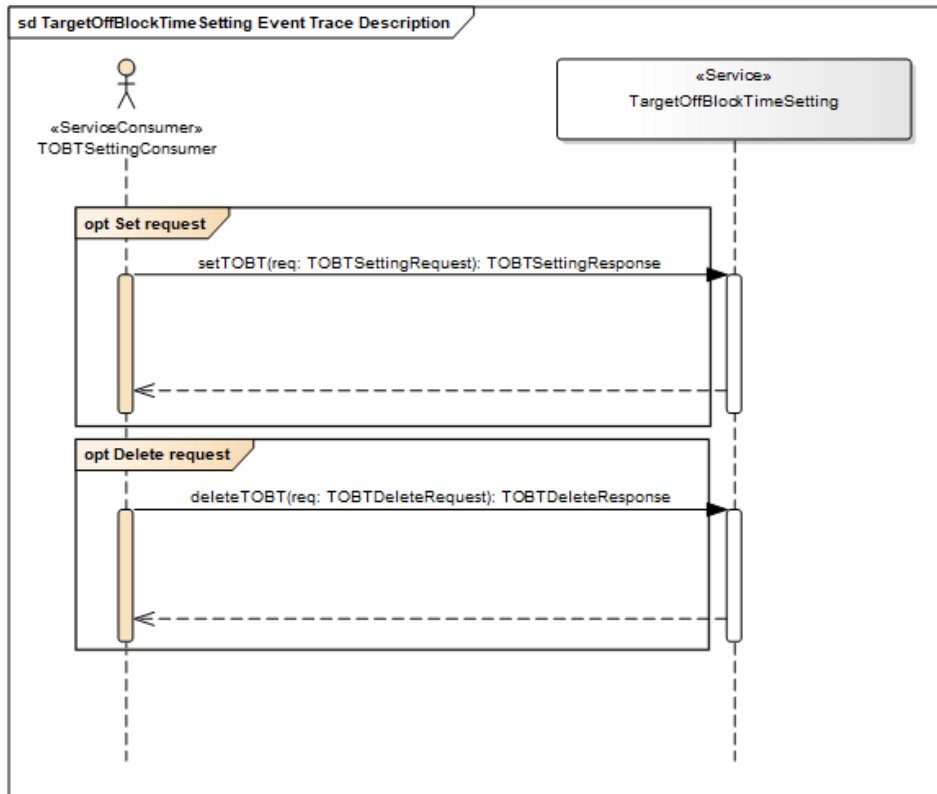 sd TargetOffBlockTimeSetting Event Trace Description
«ServiceConsumer»
TOBTSettingConsumer
«Service»
TargetOffBlockTimeSetting
opt Set request
setTOBT(req: TOBTSettingRequest): TOBTSettingResponse
opt Delete request
deleteTOBT(req: TOBTDeleteRequest): TOBTDeleteResponse